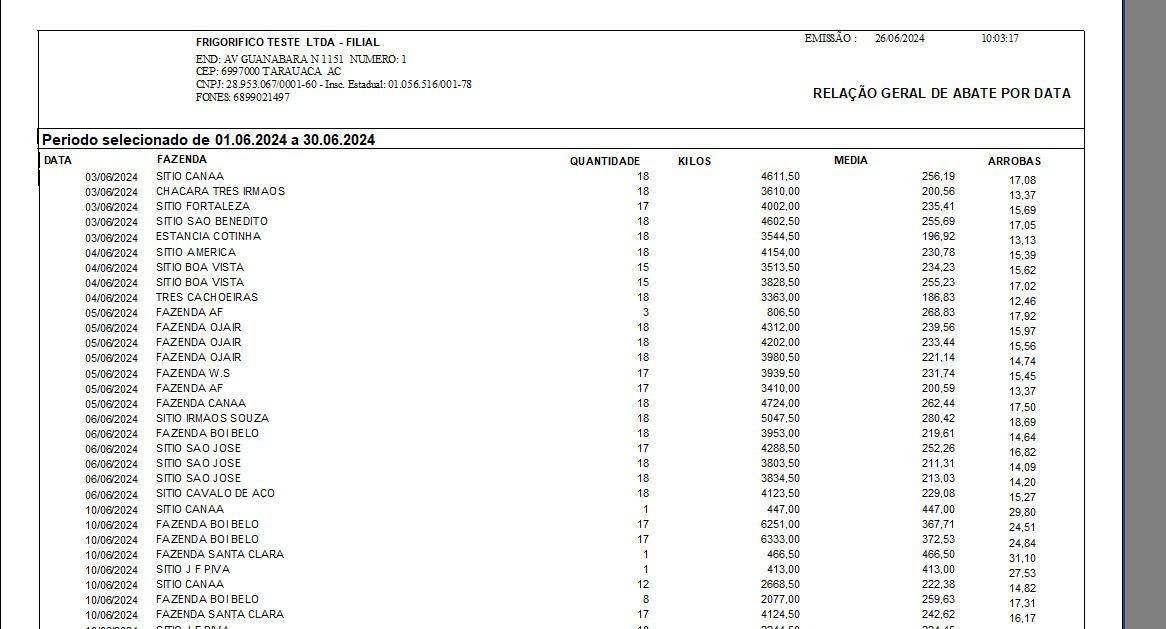 FRIGORIFICO TESTE LTDA - FILIAL
EMISSÃO : 26/06/2024 10:03:17
END: AV GUANABARA N 1151 NUMERO: 1
CEP: 6997000 TARAUACA AC
CNPJ: 28.953.067/0001-60 - Insc. Estadual: 01.056.516/001-78
FONES: 6899021497
RELAÇÃO GERAL DE ABATE POR DATA
Periodo selecionado de 01.06.2024 a 30.06.2024
DATA FAZENDA QUANTIDADE KILOS MEDIA ARROBAS
03/06/2024 SITIO CANAA 18 4611,50 256,19 17,08
03/06/2024 CHACARA TRES IRMAOS 18 3610,00 200,56 13,37
03/06/2024 SITIO FORTALEZA 17 4002,00 235,41 15,69
03/06/2024 SITIO SAO BENEDITO 18 4602,50 255,69 17,05
03/06/2024 ESTANCIA COTINHA 18 3544,50 196,92 13,13
04/06/2024 SITIO AMERICA 18 4154,00 230,78 15,39
04/06/2024 SITIO BOA VISTA 15 3513,50 234,23 15,62
04/06/2024 SITIO BOA VISTA 15 3828,50 255,23 17,02
04/06/2024 TRES CACHOEIRAS 18 3363,00 186,83 12,46
05/06/2024 FAZENDA AF 3 806,50 268,83 17,92
05/06/2024 FAZENDA OJAIR 18 4312,00 239,56 15,97
05/06/2024 FAZENDA OJAIR 18 4202,00 233,44 15,56
05/06/2024 FAZENDA OJAIR 18 3980,50 221,14 14,74
05/06/2024 FAZENDA W.S 17 3939,50 231,74 15,45
05/06/2024 FAZENDA AF 17 3410,00 200,59 13,37
05/06/2024 FAZENDA CANAA 18 4724,00 262,44 17,50
06/06/2024 SITIO IRMAOS SOUZA 18 5047,50 280,42 18,69
06/06/2024 FAZENDA BOI BELO 18 3953,00 219,61 14,64
06/06/2024 SITIO SAO JOSE 17 4288,50 252,26 16,82
06/06/2024 SITIO SAO JOSE 18 3803,50 211,31 14,09
06/06/2024 SITIO SAO JOSE 18 3834,50 213,03 14,20
06/06/2024 SITIO CAVALO DE ACO 18 4123,50 229,08 15,27
10/06/2024 SITIO CANAA 1 447,00 447,00 29,80
10/06/2024 FAZENDA BOI BELO 17 6251,00 367,71 24,51
10/06/2024 FAZENDA BOI BELO 17 6333,00 372,53 24,84
10/06/2024 FAZENDA SANTA CLARA 1 466,50 466,50 31,10
10/06/2024 SITIO J F PIVA 1 413,00 413,00 27,53
10/06/2024 SITIO CANAA 12 2668,50 222,38 14,82
10/06/2024 FAZENDA BOI BELO 8 2077,00 259,63 17,31
10/06/2024 FAZENDA SANTA CLARA 17 4124,50 242,62 16,17